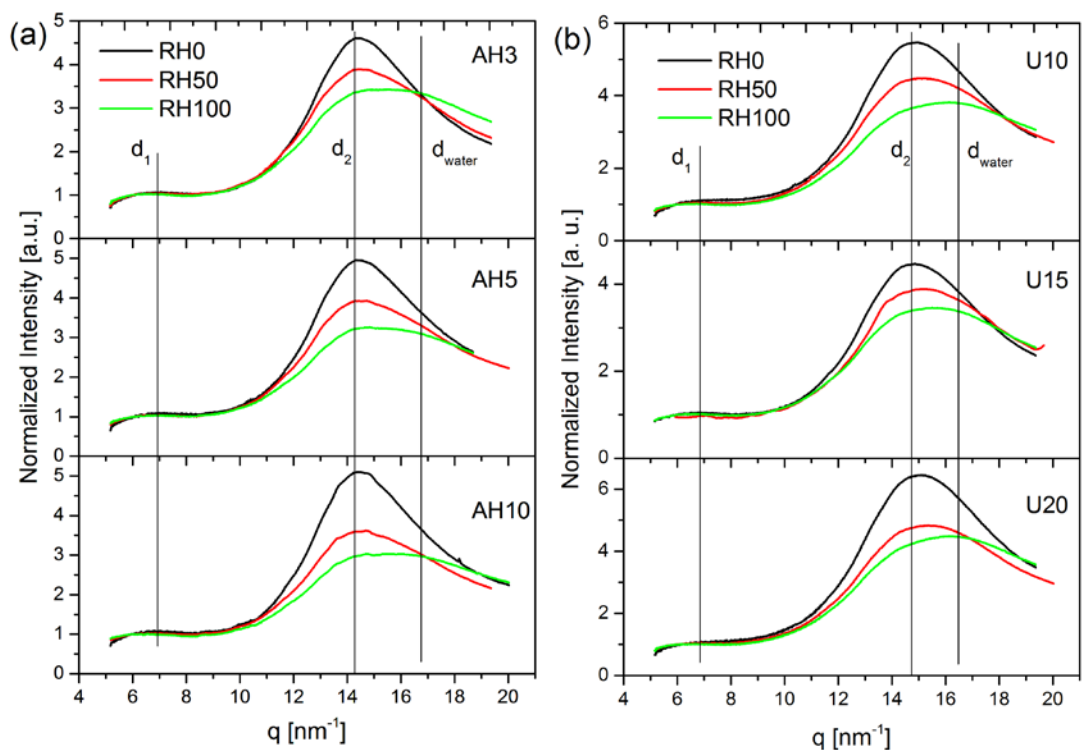 (a)
RH0
RH50
RH100
AH3
d1
d2
dwater
5.0
4.5
4
3
2
1
0
AH5
5
4
3
2
1
0
AH10
5
4
3
2
1
0
4 6 8 10 12 14 16 18 20
Normalized Intensity [a.u.]
q [nm-1]
(b)
RH0
RH50
RH100
U10
d1
d2
dwater
6
4
2
0
U15
4
2
0
U20
6
4
2
0
4 6 8 10 12 14 16 18 20
Normalized Intensity [a. u.]
q [nm-1]